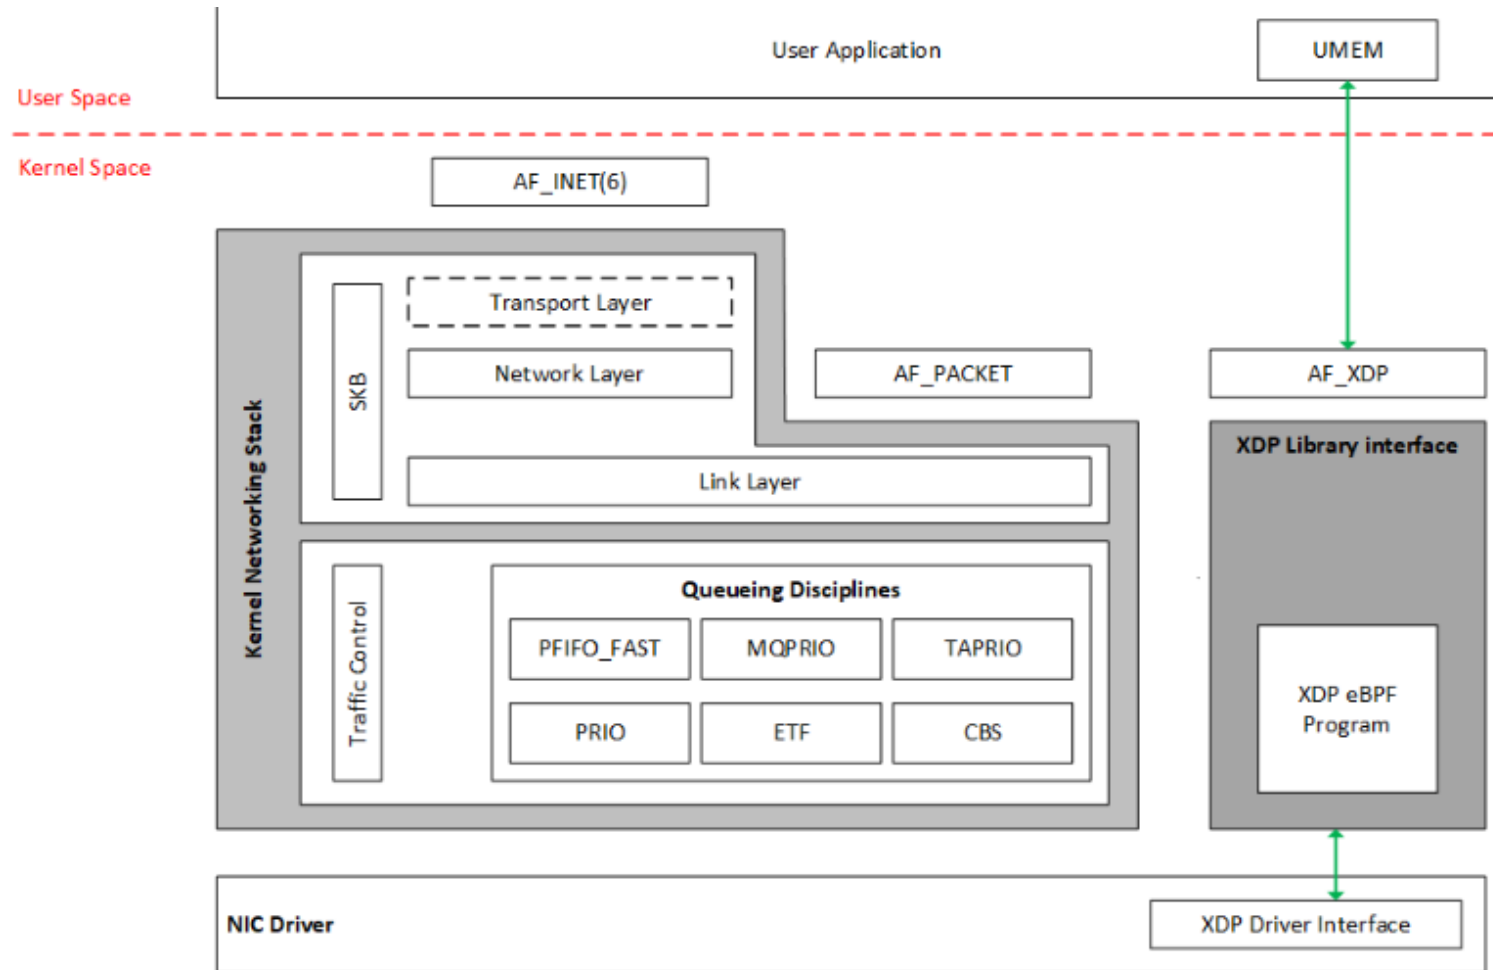 User Application
UMEM
User Space
Kernel Space
AF_INET(6)
Kernel Networking Stack
SKB
Transport Layer
Network Layer
Link Layer
AF_PACKET
AF_XDP
XDP Library interface
Traffic Control
Queueing Disciplines
PFIFO_FAST
MQPRIO
TAPRIO
PRIO
ETF
CBS
XDP eBPF
Program
NIC Driver
XDP Driver Interface